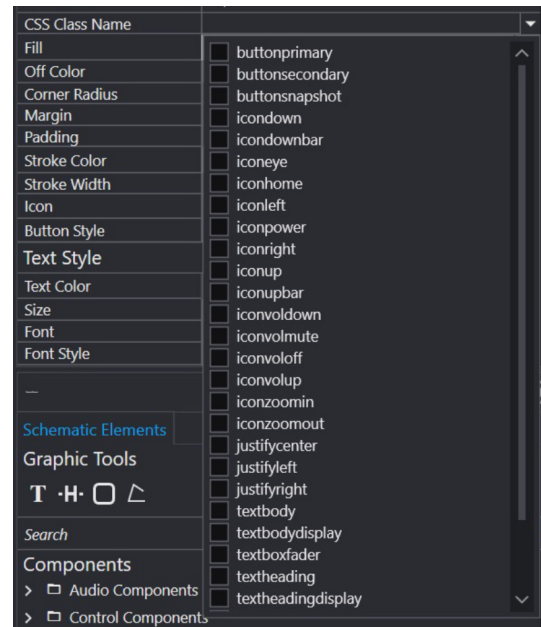 CSS Class Name
Fill
Off Color
Corner Radius
Margin
Padding
Stroke Color
Stroke Width
Icon
Button Style
Text Style
Text Color
Size
Font
Font Style
buttonprimary
buttonsecondary
buttonsnapshot
icondown
icondownbar
iconeye
iconhome
iconleft
iconpower
iconright
iconup
iconupbar
iconvoldown
iconvolmute
iconvoloff
iconvolup
iconzoomin
iconzoomout
justifycenter
justifyleft
justifyright
textbody
textbodydisplay
textboxfader
textheading
textheadingdisplay
Schematic Elements
Graphic Tools
T ·H·
Search
Components
Audio Components
Control Components